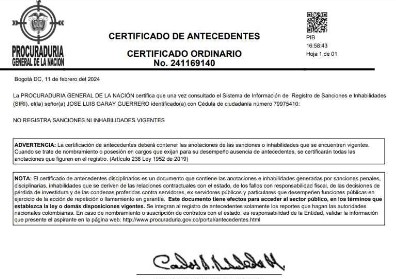 CERTIFICADO DE ANTECEDENTES
CERTIFICADO ORDINARIO
No. 241169140
PROCURADURIA
GENERAL DE LA NACIÓN
PIB
16:58:43
Hoja 1 de 01
Bogotá DC, 11 de febrero del 2024
La PROCURADURIA GENERAL DE LA NACIÓN certifica que una vez consultado el Sistema de Información de Registro de Sanciones e Inhabilidades
(SIRI), el(la) señor(a) JOSE LUIS GARAY GUERRERO identificado(a) con Cédula de ciudadanía número 79975410:
NO REGISTRA SANCIONES NI INHABILIDADES VIGENTES
ADVERTENCIA: La certificación de antecedentes deberá contener las anotaciones de las sanciones o inhabilidades que se encuentren vigentes.
Cuando se trate de nombramiento o posesión en cargos que exijan para su desempeño ausencia de antecedentes, se certificarán todas las
anotaciones que figuren en el registro. (Artículo 238 Ley 1952 de 2019)
NOTA: El certificado de antecedentes disciplinarios es un documento que contiene las anotaciones e inhabilidades generadas por sanciones penales,
disciplinarias, inhabilidades que se deriven de las relaciones contractuales con el estado, de los fallos con responsabilidad fiscal, de las decisiones de
pérdida de investidura y de las condenas proferidas contra servidores, ex servidores públicos y particulares que desempeñen funciones públicas en
ejercicio de la acción de repetición o llamamiento en garantía. Este documento tiene efectos para acceder al sector público, en los términos que
establezca la ley o demás disposiciones vigentes. Se integran al registro de antecedentes solamente los reportes que hagan las autoridades
nacionales colombianas. En caso de nombramiento o suscripción de contratos con el estado, es responsabilidad de la Entidad, validar la información
que presente el aspirante en la página web: http://www.procuraduria.gov.co/portal/antecedentes.html